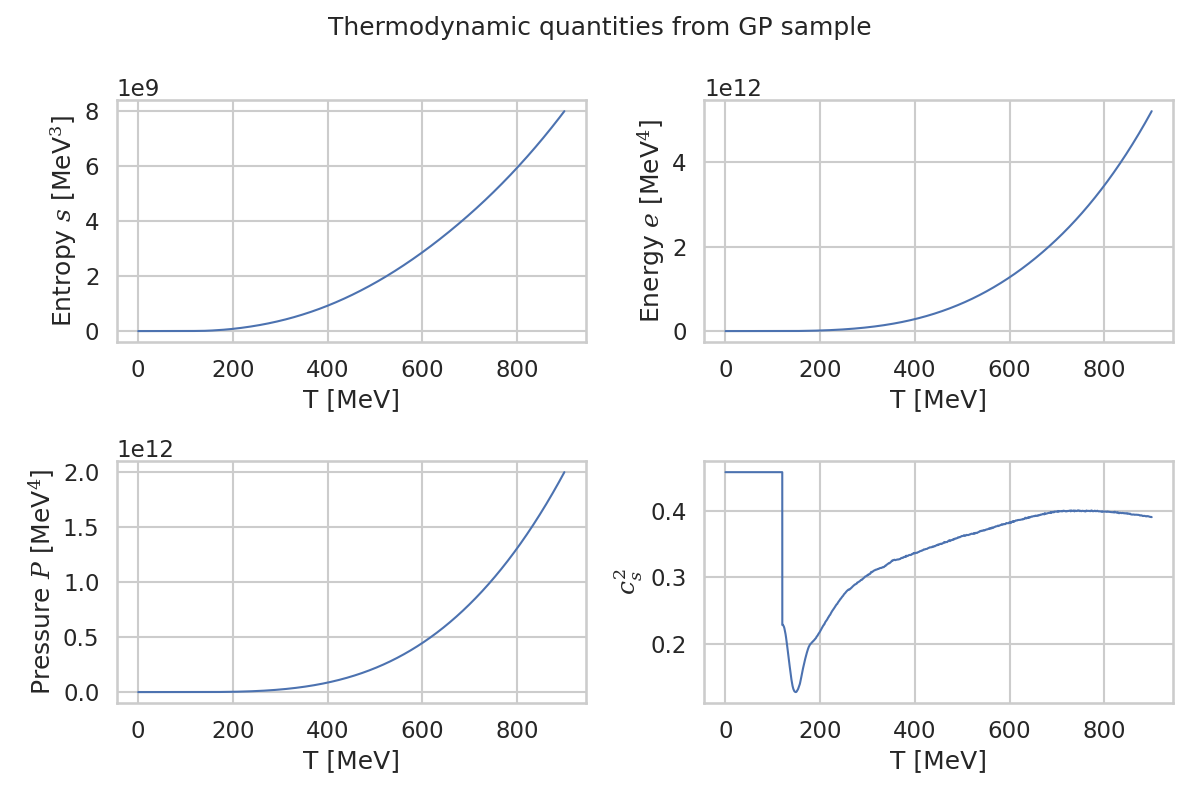 Thermodynamic quantities from GP sample
1e9
8
6
4
2
0
Entropy s [MeV³]
0 200 400 600 800
T [MeV]
1e12
4
2
0
Energy e [MeV⁴]
0 200 400 600 800
T [MeV]
1e12
2.0
1.5
1.0
0.5
0.0
Pressure P [MeV⁴]
0 200 400 600 800
T [MeV]
0.4
0.3
0.2
c_s^2
0 200 400 600 800
T [MeV]